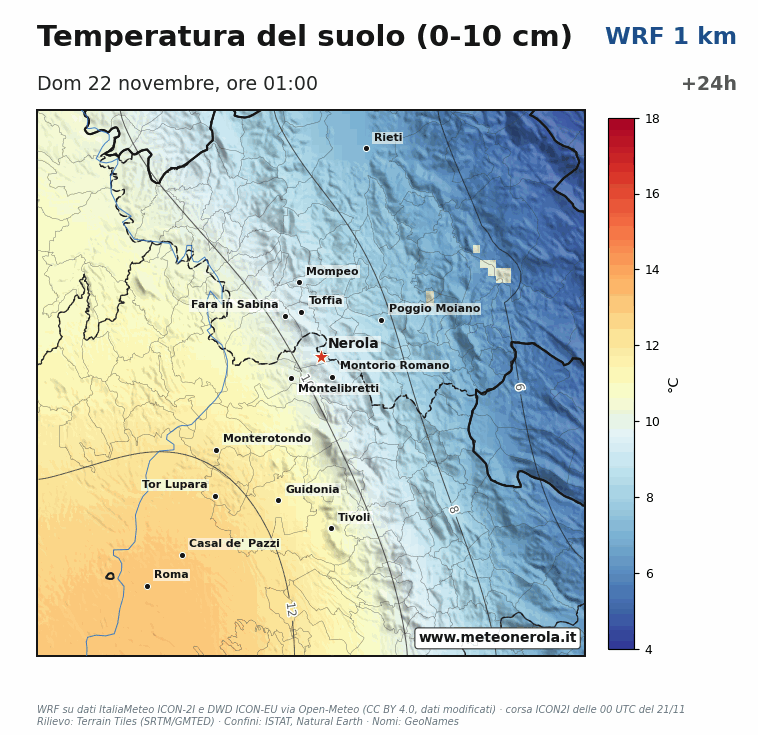 Temperatura del suolo (0-10 cm)
WRF 1 km
Dom 22 novembre, ore 01:00
+24h
Rieti
Mompeo
Fara in Sabina
Toffia
Poggio Moiano
Nerola
Montorio Romano
Montelibretti
Monterotondo
Tor Lupara
Guidonia
Tivoli
Casal de' Pazzi
Roma
6
8
12
www.meteonerola.it
18
16
14
12
10
8
6
4
°C
WRF su dati ItaliaMeteo ICON-2I e DWD ICON-EU via Open-Meteo (CC BY 4.0, dati modificati) · corsa ICON2I delle 00 UTC del 21/11
Rilievo: Terrain Tiles (SRTM/GMTED) · Confini: ISTAT, Natural Earth · Nomi: GeoNames